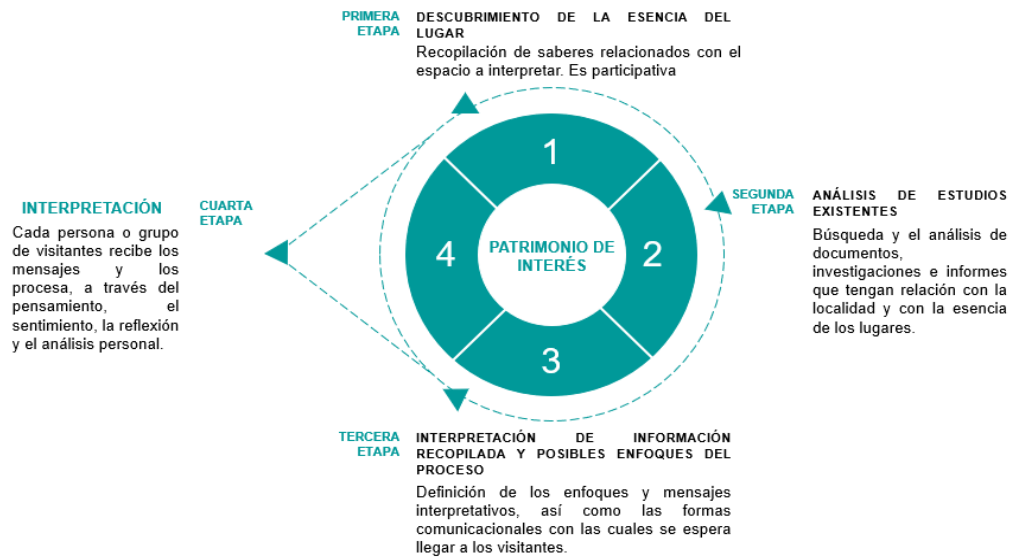 PRIMERA
ETAPA
DESCUBRIMIENTO DE LA ESENCIA DEL
LUGAR
Recopilación de saberes relacionados con el
espacio a interpretar. Es participativa
1
SEGUNDA
ETAPA
ANÁLISIS DE ESTUDIOS
EXISTENTES
Búsqueda y el análisis de
documentos,
investigaciones e informes
que tengan relación con la
localidad y con la esencia
de los lugares.
2
PATRIMONIO DE
INTERÉS
3
TERCERA
ETAPA
INTERPRETACIÓN DE INFORMACIÓN
RECOPILADA Y POSIBLES ENFOQUES DEL
PROCESO
Definición de los enfoques y mensajes
interpretativos, así como las formas
comunicacionales con las cuales se espera
llegar a los visitantes.
4
CUARTA
ETAPA
INTERPRETACIÓN
Cada persona o grupo
de visitantes recibe los
mensajes y los
procesa, a través del
pensamiento, el
sentimiento, la reflexión
y el análisis personal.